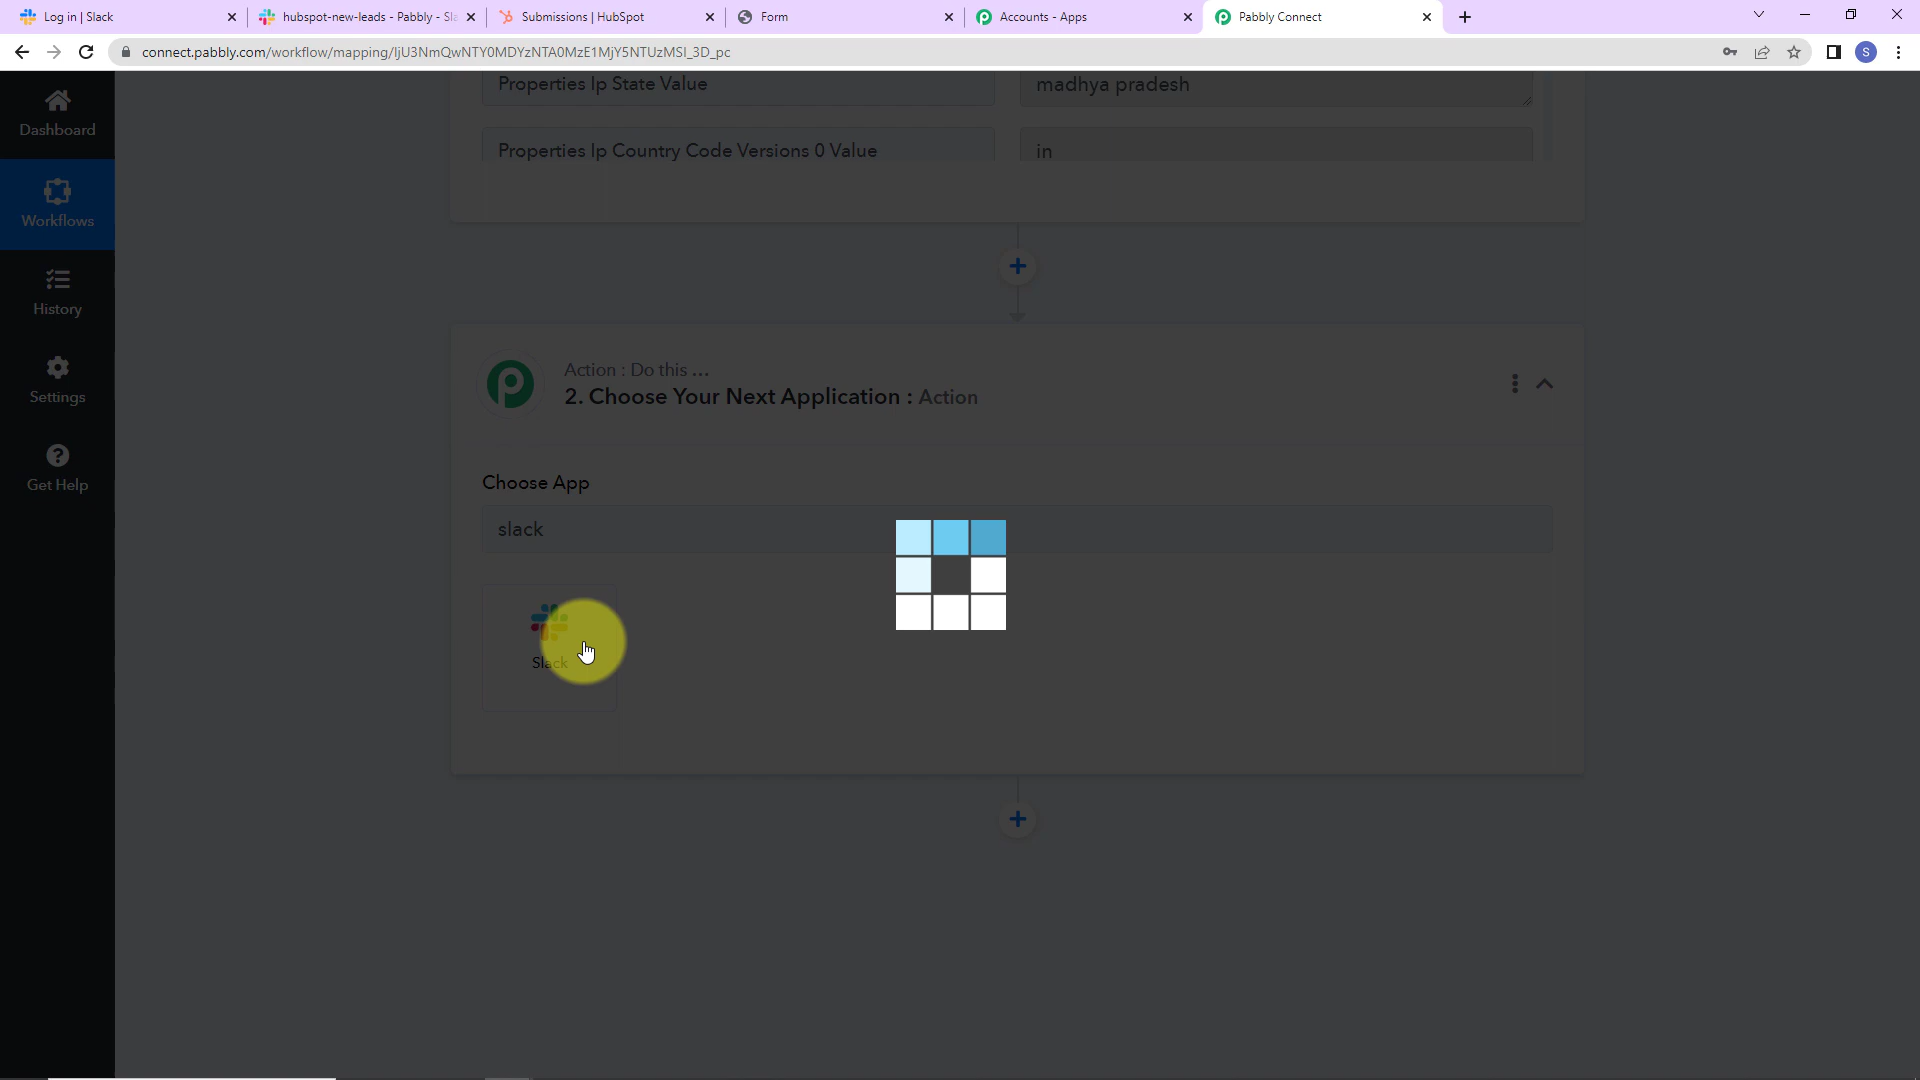 Log in | Slack
hubspot-new-leads - Pabbly - Sla
Submissions | HubSpot
Form
Accounts - Apps
Pabbly Connect
connect.pabbly.com/workflow/mapping/IjU3NmQwNTY0MDYzNTA0MzE1MjY5NTUzMSI_3D_pc
S
Dashboard
Workflows
History
Settings
Get Help
Properties Ip State Value
madhya pradesh
Properties Ip Country Code Versions 0 Value
in
Action : Do this ...
2. Choose Your Next Application : Action
Choose App
slack
Slack